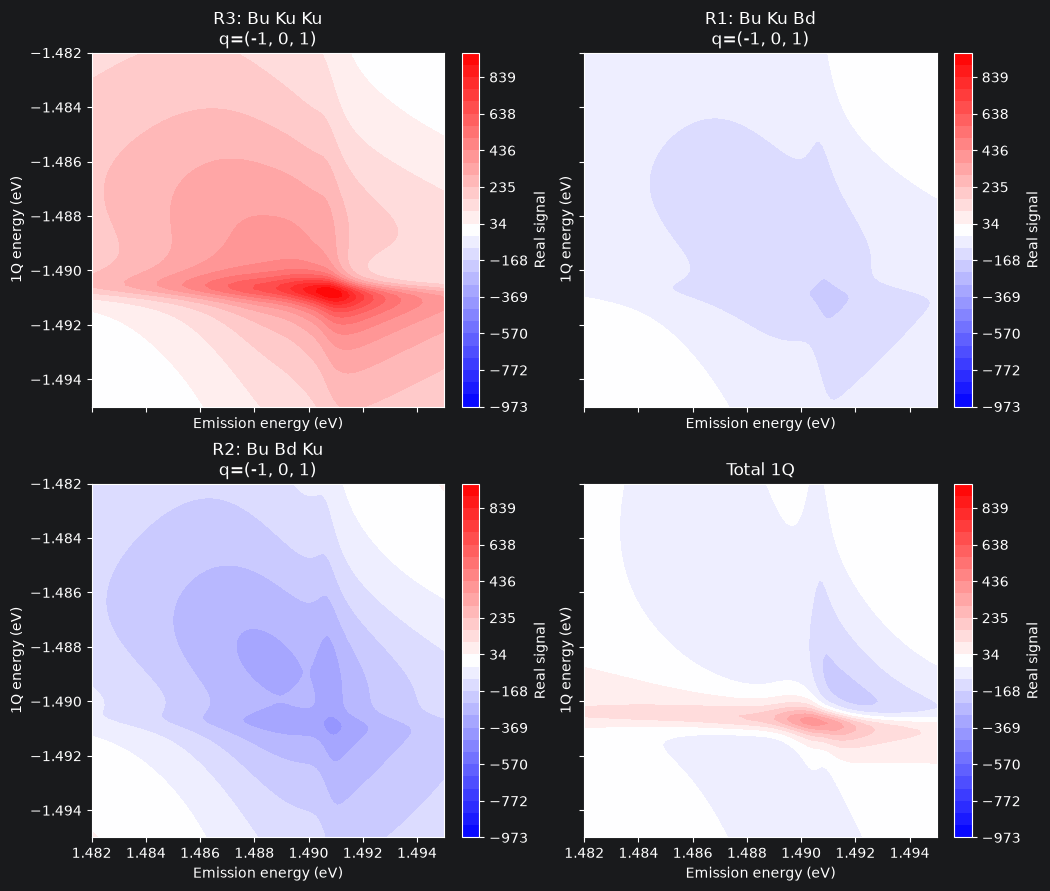 R3: Bu Ku Ku
q=(-1, 0, 1)
−1.482
−1.484
−1.486
−1.488
−1.490
−1.492
−1.494
1Q energy (eV)
Emission energy (eV)
839
638
436
235
34
−168
−369
−570
−772
−973
Real signal
R1: Bu Ku Bd
q=(-1, 0, 1)
1Q energy (eV)
Emission energy (eV)
839
638
436
235
34
−168
−369
−570
−772
−973
Real signal
R2: Bu Bd Ku
q=(-1, 0, 1)
−1.482
−1.484
−1.486
−1.488
−1.490
−1.492
−1.494
1Q energy (eV)
1.482 1.484 1.486 1.488 1.490 1.492 1.494
Emission energy (eV)
839
638
436
235
34
−168
−369
−570
−772
−973
Real signal
Total 1Q
1Q energy (eV)
1.482 1.484 1.486 1.488 1.490 1.492 1.494
Emission energy (eV)
839
638
436
235
34
−168
−369
−570
−772
−973
Real signal